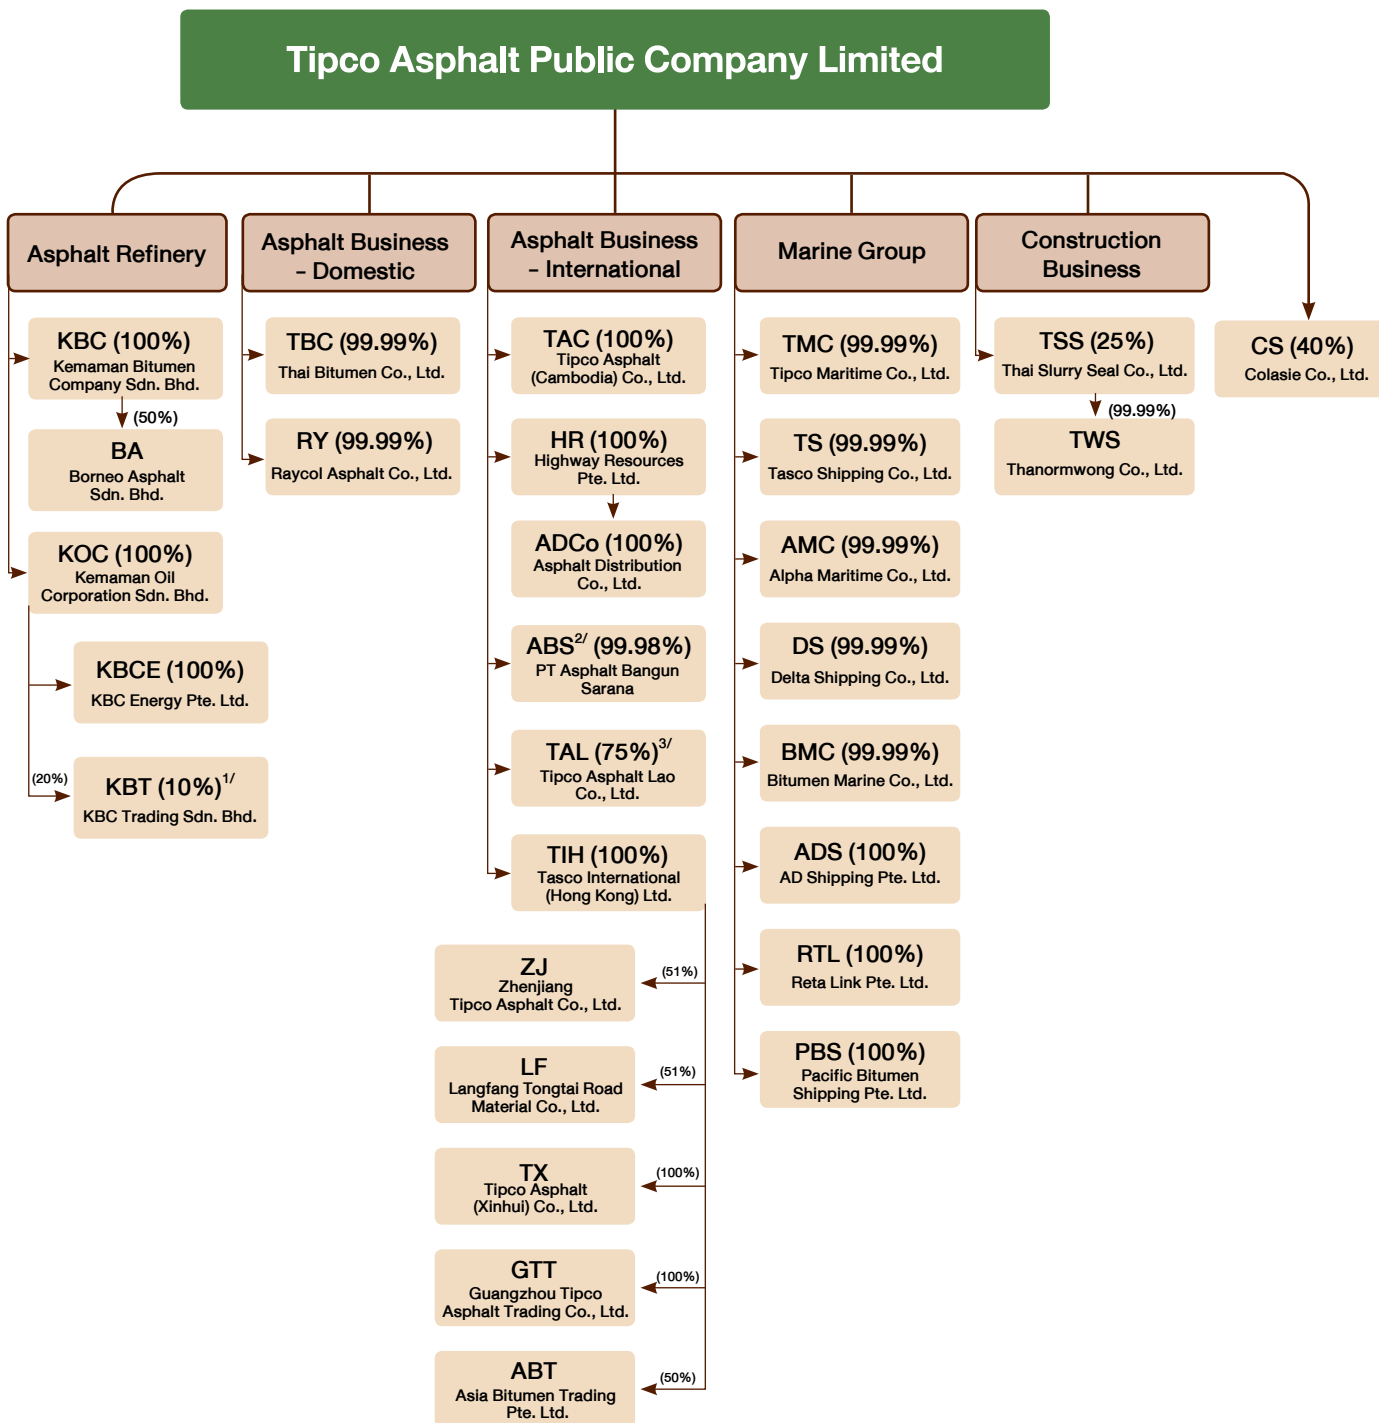 Tipco Asphalt Public Company Limited
Asphalt Refinery
KBC (100%)
Kemaman Bitumen
Company Sdn. Bhd.
(50%)
BA
Borneo Asphalt
Sdn. Bhd.
KOC (100%)
Kemaman Oil
Corporation Sdn. Bhd.
KBCE (100%)
KBC Energy Pte. Ltd.
(20%)
KBT (10%)1/
KBC Trading Sdn. Bhd.
Asphalt Business
- Domestic
TBC (99.99%)
Thai Bitumen Co., Ltd.
RY (99.99%)
Raycol Asphalt Co., Ltd.
Asphalt Business
- International
TAC (100%)
Tipco Asphalt
(Cambodia) Co., Ltd.
HR (100%)
Highway Resources
Pte. Ltd.
ADCo (100%)
Asphalt Distribution
Co., Ltd.
ABS2/ (99.98%)
PT Asphalt Bangun
Sarana
TAL (75%)3/
Tipco Asphalt Lao
Co., Ltd.
TIH (100%)
Tasco International
(Hong Kong) Ltd.
(51%)
ZJ
Zhenjiang
Tipco Asphalt Co., Ltd.
(51%)
LF
Langfang Tongtai Road
Material Co., Ltd.
(100%)
TX
Tipco Asphalt
(Xinhui) Co., Ltd.
(100%)
GTT
Guangzhou Tipco
Asphalt Trading Co., Ltd.
(50%)
ABT
Asia Bitumen Trading
Pte. Ltd.
Marine Group
TMC (99.99%)
Tipco Maritime Co., Ltd.
TS (99.99%)
Tasco Shipping Co., Ltd.
AMC (99.99%)
Alpha Maritime Co., Ltd.
DS (99.99%)
Delta Shipping Co., Ltd.
BMC (99.99%)
Bitumen Marine Co., Ltd.
ADS (100%)
AD Shipping Pte. Ltd.
RTL (100%)
Reta Link Pte. Ltd.
PBS (100%)
Pacific Bitumen
Shipping Pte. Ltd.
Construction
Business
TSS (25%)
Thai Slurry Seal Co., Ltd.
(99.99%)
TWS
Thanormwong Co., Ltd.
CS (40%)
Colasie Co., Ltd.